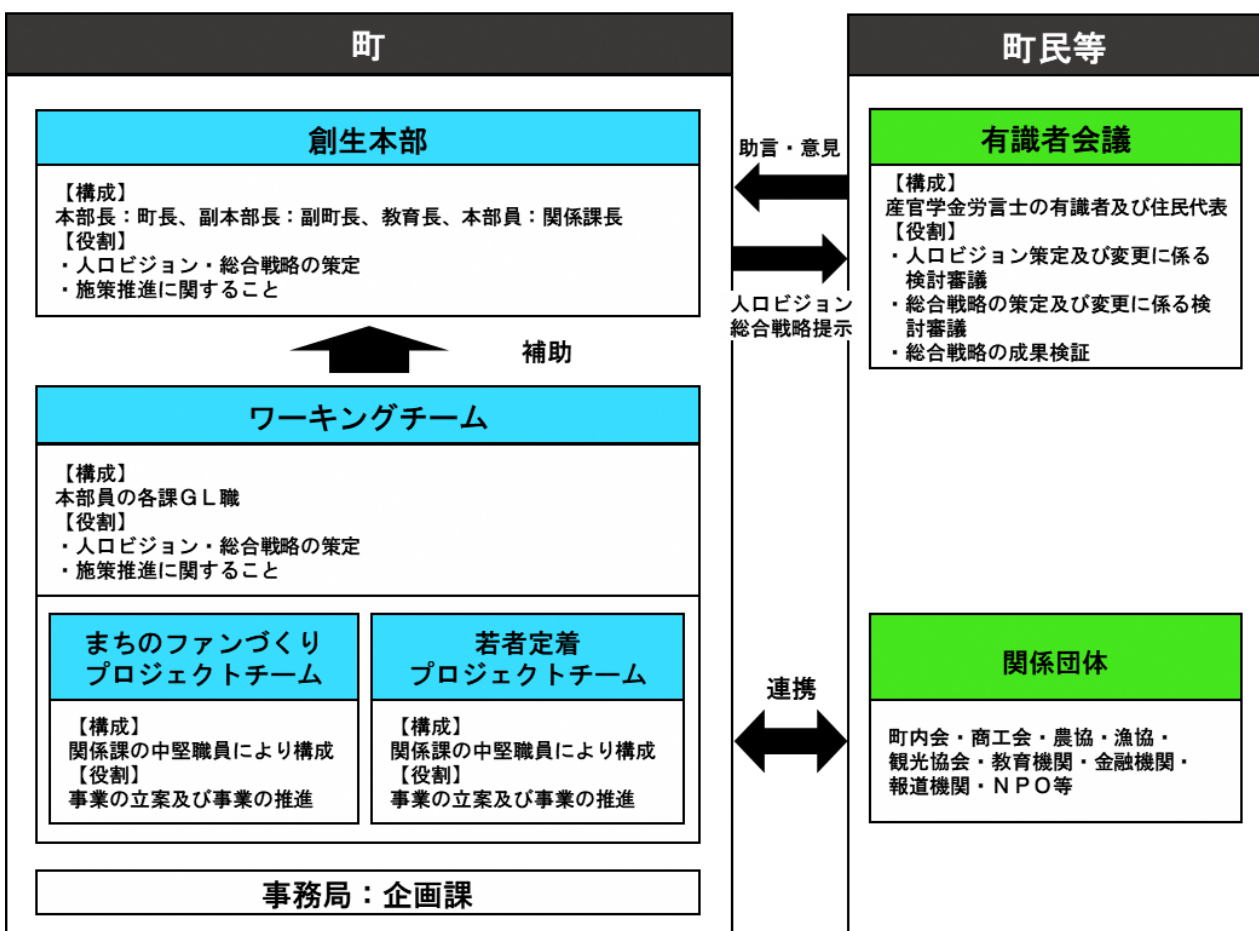 町
創生本部
【構成】
本部長：町長、副本部長：副町長、教育長、本部員：関係課長
【役割】
・人口ビジョン・総合戦略の策定
・施策推進に関すること
補助
ワーキングチーム
【構成】
本部員の各課ＧＬ職
【役割】
・人口ビジョン・総合戦略の策定
・施策推進に関すること
まちのファンづくり
プロジェクトチーム
【構成】
関係課の中堅職員により構成
【役割】
事業の立案及び事業の推進
若者定着
プロジェクトチーム
【構成】
関係課の中堅職員により構成
【役割】
事業の立案及び事業の推進
事務局：企画課
助言・意見
人口ビジョン
総合戦略提示
連携
町民等
有識者会議
【構成】
産官学金労言士の有識者及び住民代表
【役割】
・人口ビジョン策定及び変更に係る
検討審議
・総合戦略の策定及び変更に係る検
討審議
・総合戦略の成果検証
関係団体
町内会・商工会・農協・漁協・
観光協会・教育機関・金融機関・
報道機関・ＮＰＯ等